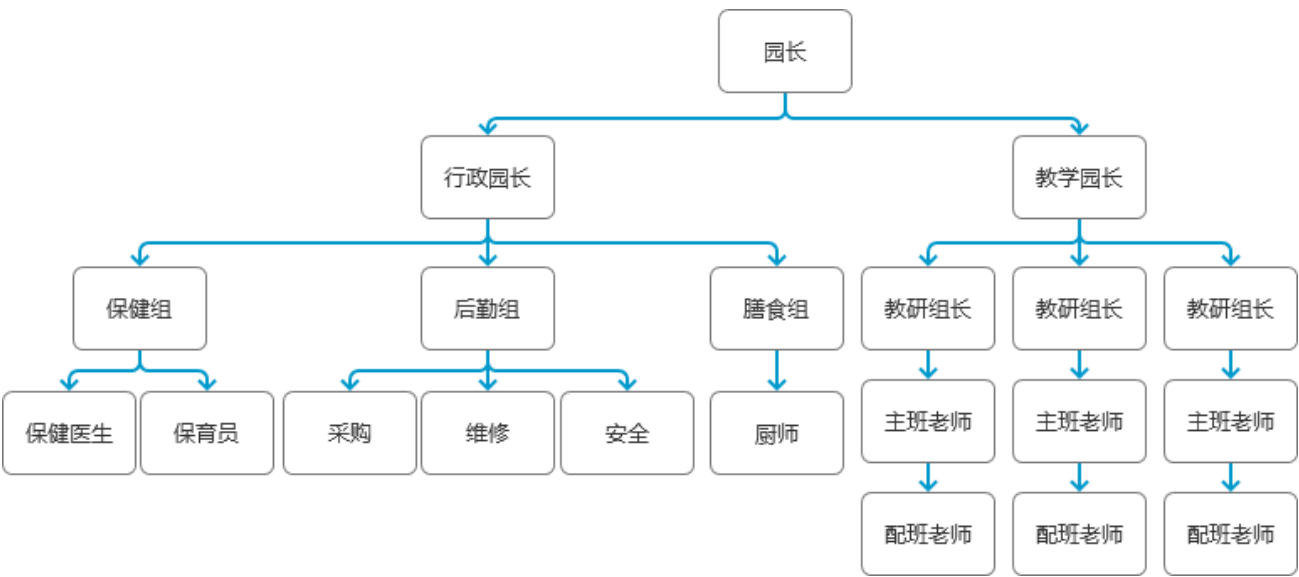 园长
行政园长
教学园长
保健组
后勤组
膳食组
教研组长
教研组长
教研组长
保健医生
保育员
采购
维修
安全
厨师
主班老师
主班老师
主班老师
配班老师
配班老师
配班老师